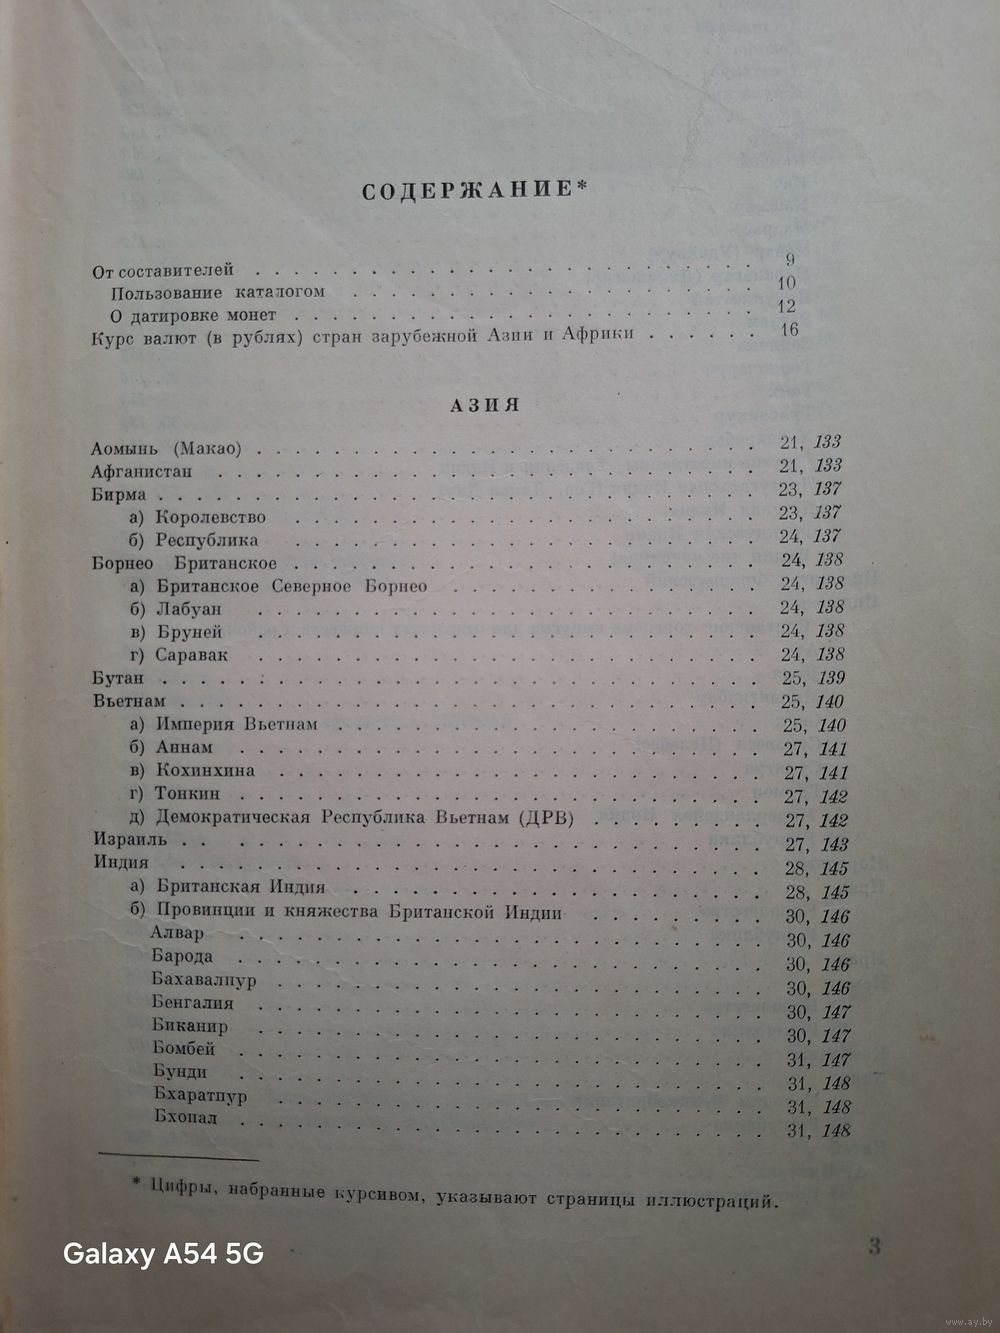 СОДЕРЖАНИЕ*
От составителей . . . . . . . . . . . . . . . . . . . . . . . . . . 9
Пользование каталогом . . . . . . . . . . . . . . . . . . . . . 10
О датировке монет . . . . . . . . . . . . . . . . . . . . . . . . 12
Курс валют (в рублях) стран зарубежной Азии и Африки . . . . . . 16
АЗИЯ
Аомынь (Макао) . . . . . . . . . . . . . . . . . . . . . . . . . . 21, 133
Афганистан . . . . . . . . . . . . . . . . . . . . . . . . . . . . 21, 133
Бирма . . . . . . . . . . . . . . . . . . . . . . . . . . . . . . . 23, 137
а) Королевство . . . . . . . . . . . . . . . . . . . . . . . . 23, 137
б) Республика . . . . . . . . . . . . . . . . . . . . . . . . 24, 137
Борнео Британское . . . . . . . . . . . . . . . . . . . . . . . . 24, 138
а) Британское Северное Борнео . . . . . . . . . . . . . . . . 24, 138
б) Лабуан . . . . . . . . . . . . . . . . . . . . . . . . . . 24, 138
в) Бруней . . . . . . . . . . . . . . . . . . . . . . . . . . 24, 138
г) Саравак . . . . . . . . . . . . . . . . . . . . . . . . . . 24, 138
Бутан . . . . . . . . . . . . . . . . . . . . . . . . . . . . . . . 25, 139
Вьетнам . . . . . . . . . . . . . . . . . . . . . . . . . . . . . . 25, 140
а) Империя Вьетнам . . . . . . . . . . . . . . . . . . . . . . 25, 140
б) Аннам . . . . . . . . . . . . . . . . . . . . . . . . . . . 27, 141
в) Кохинхина . . . . . . . . . . . . . . . . . . . . . . . . . 27, 141
г) Тонкин . . . . . . . . . . . . . . . . . . . . . . . . . . . 27, 142
д) Демократическая Республика Вьетнам (ДРВ) . . . . . . . . . 27, 142
Израиль . . . . . . . . . . . . . . . . . . . . . . . . . . . . . . 27, 143
Индия . . . . . . . . . . . . . . . . . . . . . . . . . . . . . . . 28, 145
а) Британская Индия . . . . . . . . . . . . . . . . . . . . . 28, 145
б) Провинции и княжества Британской Индии . . . . . . . . . 30, 146
Алвар . . . . . . . . . . . . . . . . . . . . . . . . . . . 30, 146
Барода . . . . . . . . . . . . . . . . . . . . . . . . . . 30, 146
Бахавалпур . . . . . . . . . . . . . . . . . . . . . . . . 30, 146
Бенгалия . . . . . . . . . . . . . . . . . . . . . . . . . 30, 147
Биканир . . . . . . . . . . . . . . . . . . . . . . . . . . 30, 147
Бомбей . . . . . . . . . . . . . . . . . . . . . . . . . . 31, 147
Бунди . . . . . . . . . . . . . . . . . . . . . . . . . . . 31, 148
Бхаратпур . . . . . . . . . . . . . . . . . . . . . . . . . 31, 148
Бхопал . . . . . . . . . . . . . . . . . . . . . . . . . . 31, 148
* Цифры, набранные курсивом, указывают страницы иллюстраций.
3
Galaxy A54 5G
www.ay.by